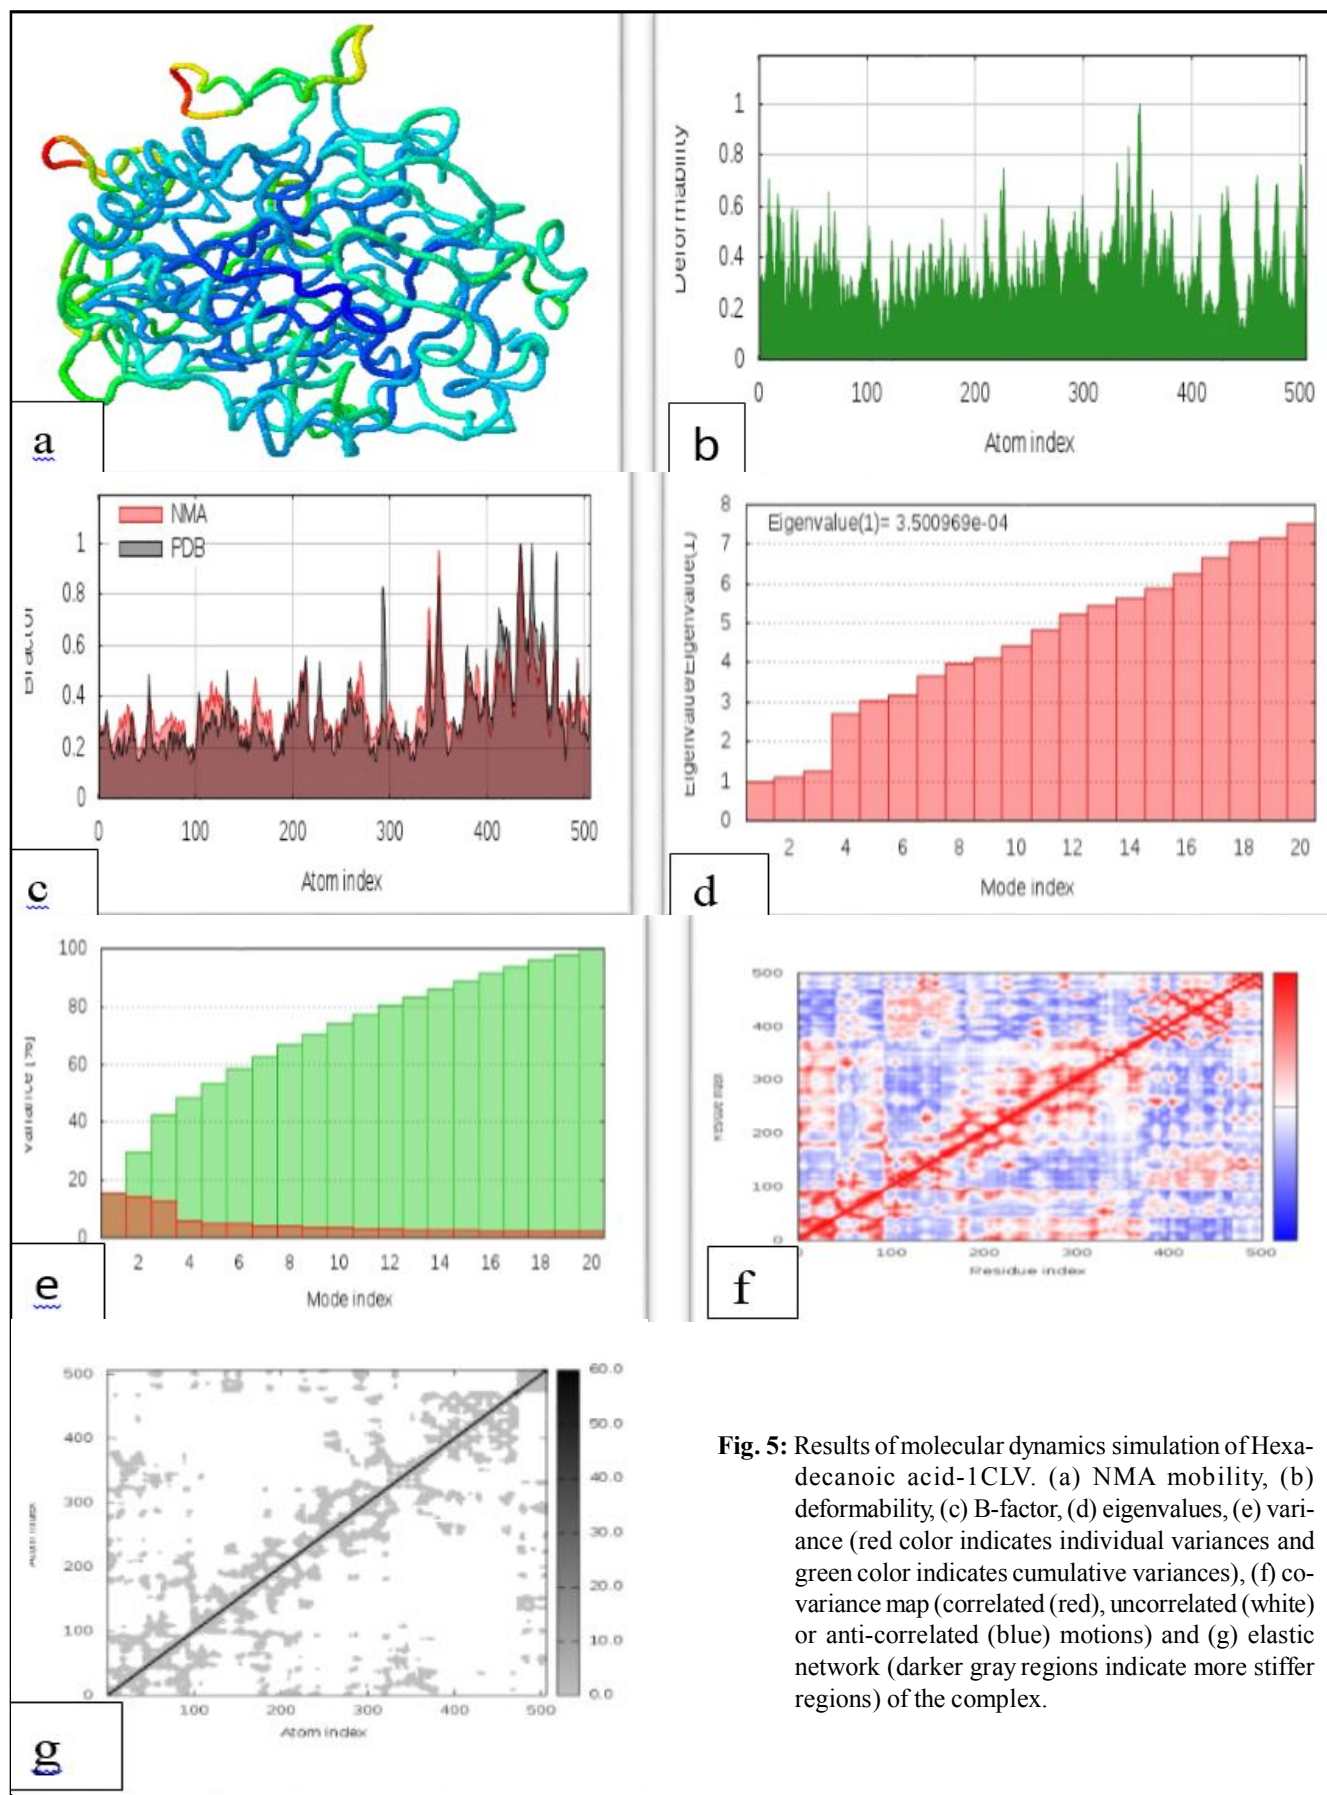 a
1
0.8
0.6
0.4
0.2
0
Deformability
0 100 200 300 400 500
Atom index
b
NMA
PDB
1
0.8
0.6
0.4
0.2
0
0 100 200 300 400 500
Atom index
c
Eigenvalue(1)= 3.500969e-04
8
7
6
5
4
3
2
1
0
Eigenvalue/Eigenvalue(1)
2 4 6 8 10 12 14 16 18 20
Mode index
d
100
80
60
40
20
0
Variance [%]
2 4 6 8 10 12 14 16 18 20
Mode index
e
500
400
300
200
100
0
100 200 300 400 500
Residue index
f
500
400
300
200
100
0
60.0
50.0
40.0
30.0
20.0
10.0
0.0
100 200 300 400 500
Atom index
g
Fig. 5: Results of molecular dynamics simulation of Hexa-
decanoic acid-1CLV. (a) NMA mobility, (b)
deformability, (c) B-factor, (d) eigenvalues, (e) vari-
ance (red color indicates individual variances and
green color indicates cumulative variances), (f) co-
variance map (correlated (red), uncorrelated (white)
or anti-correlated (blue) motions) and (g) elastic
network (darker gray regions indicate more stiffer
regions) of the complex.